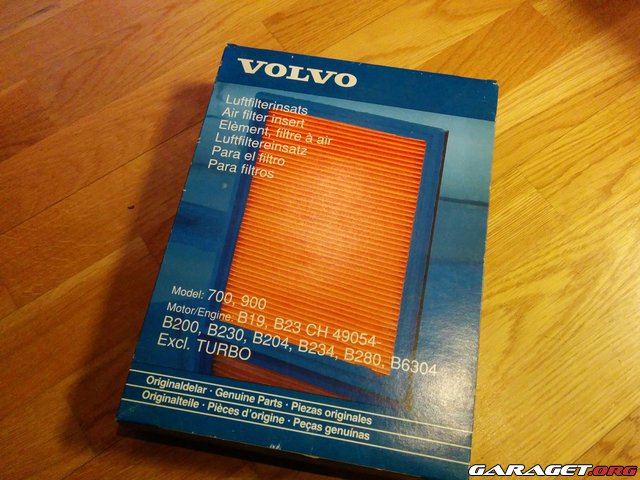 VOLVO
Luftfilterinsats
Air filter insert
Elèment, filtre à air
Luftfiltereinsatz
Para el filtro
Para filtros
Model: 700, 900
Motor/Engine: B19, B23 CH 49054-
B200, B230, B204, B234, B280, B6304
Excl. TURBO
Originaldelar · Genuine Parts · Piezas originales
Originalteile · Pièces d'origine · Peças genuínas
GARAGET.ORG